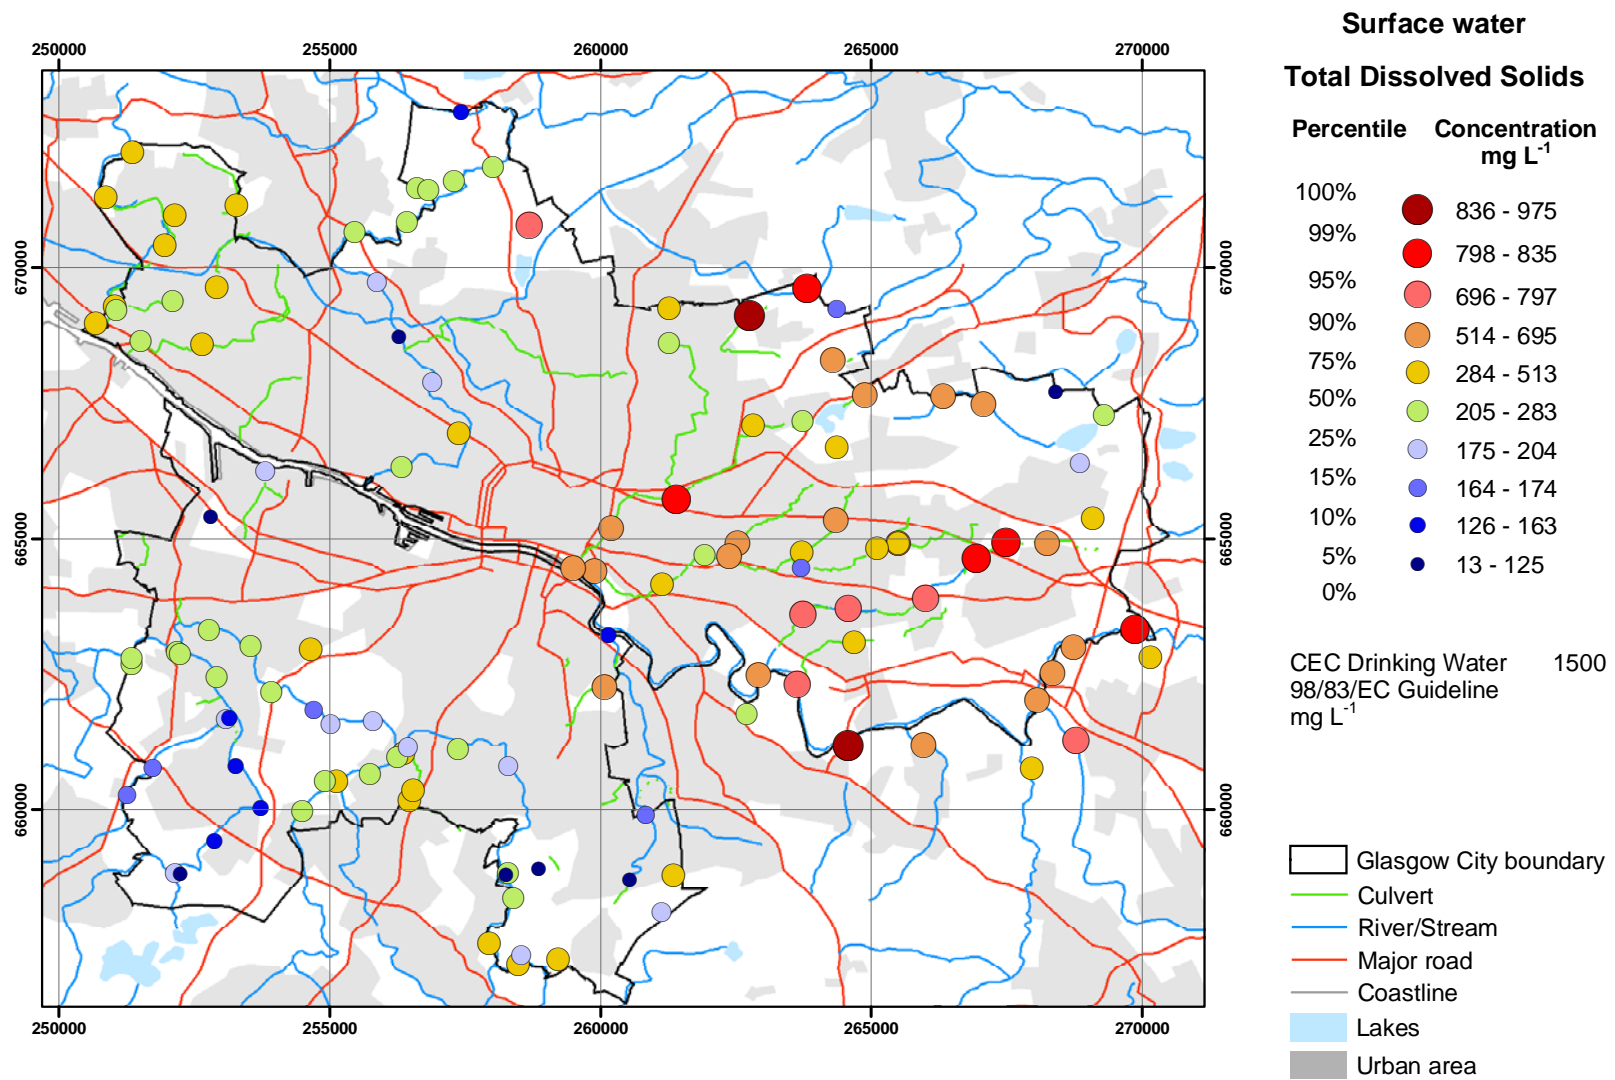 Surface water
Total Dissolved Solids
Percentile Concentration
mg L-1
100%
836 - 975
99%
798 - 835
95%
696 - 797
90%
514 - 695
75%
284 - 513
50%
205 - 283
25%
175 - 204
15%
164 - 174
10%
126 - 163
5%
13 - 125
0%
CEC Drinking Water 1500
98/83/EC Guideline
mg L-1
Glasgow City boundary
Culvert
River/Stream
Major road
Coastline
Lakes
Urban area
250000 255000 260000 265000 270000
670000 670000
665000 665000
660000 660000
250000 255000 260000 265000 270000